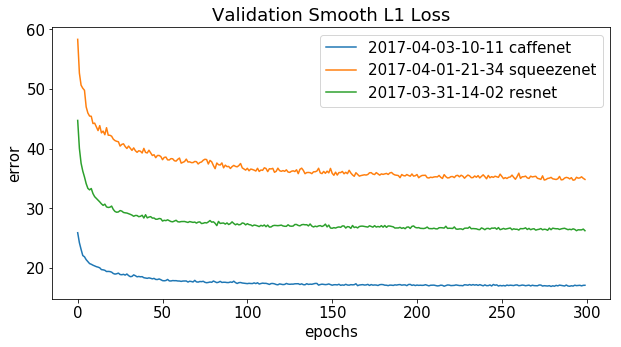 Validation Smooth L1 Loss
60
50
40
30
20
error
2017-04-03-10-11 caffenet
2017-04-01-21-34 squeezenet
2017-03-31-14-02 resnet
0 50 100 150 200 250 300
epochs